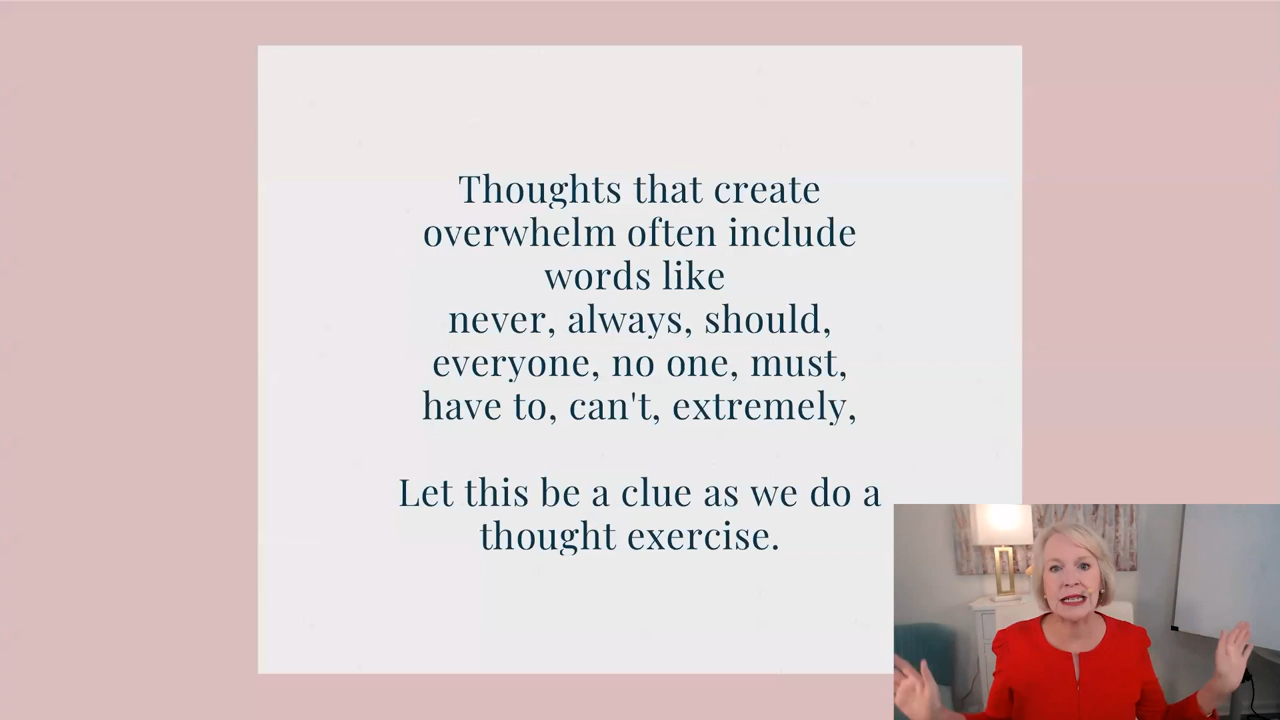 Thoughts that create
overwhelm often include
words like
never, always, should,
everyone, no one, must,
have to, can't, extremely,
Let this be a clue as we do a
thought exercise.